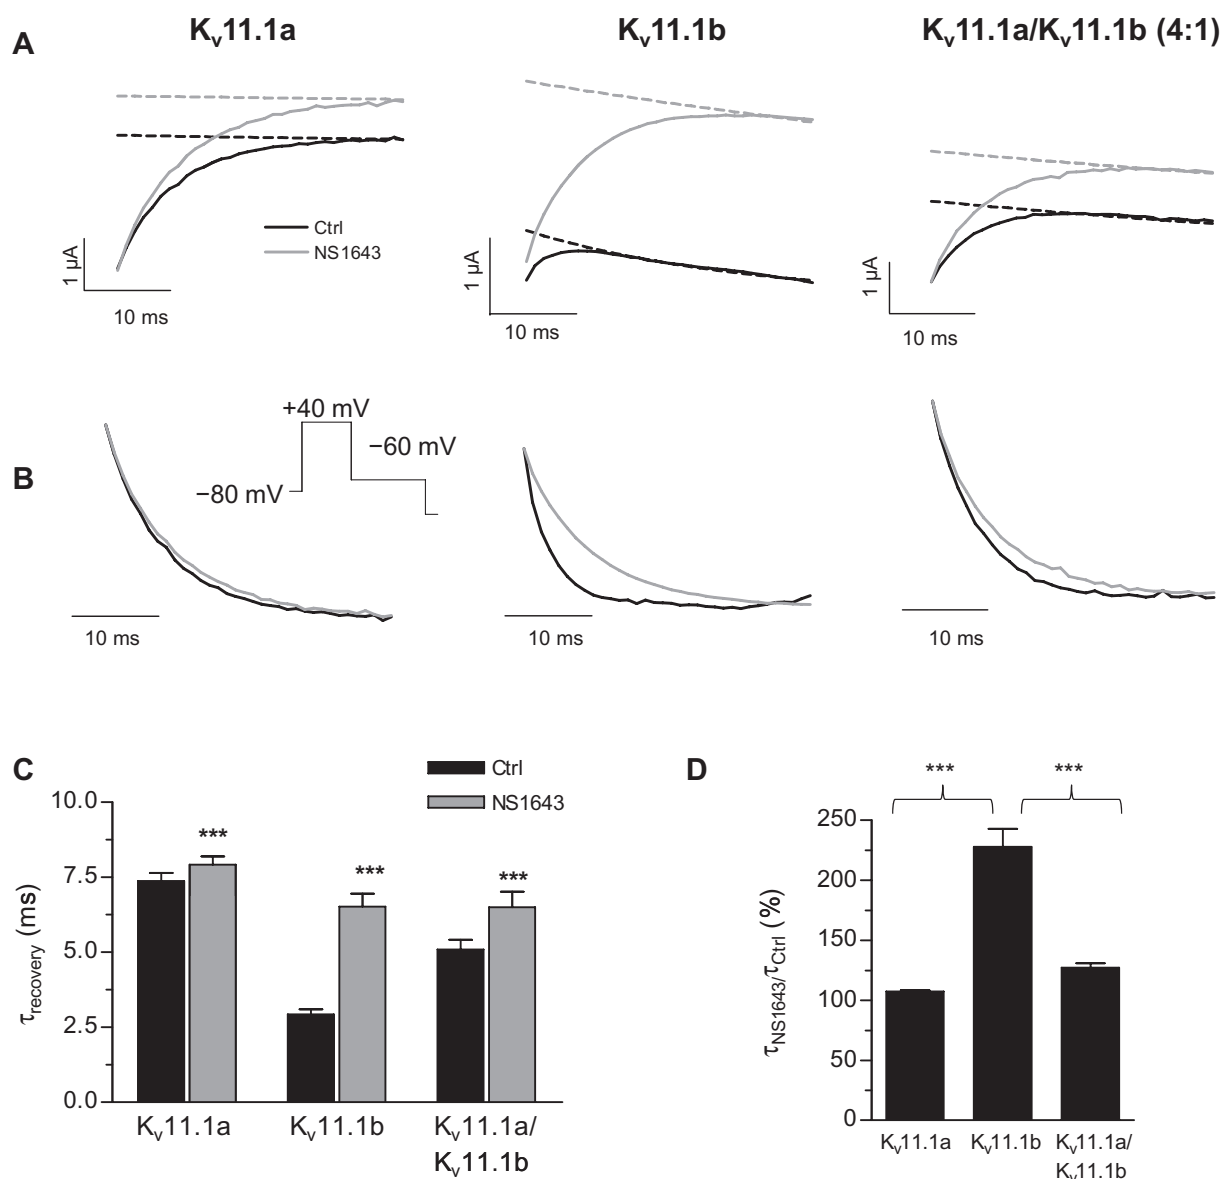 A
Kv11.1a
Kv11.1b
Kv11.1a/Kv11.1b (4:1)
Ctrl
NS1643
1 µA
10 ms
1 µA
10 ms
1 µA
10 ms
B
+40 mV
−60 mV
−80 mV
10 ms
10 ms
10 ms
C
Ctrl
NS1643
10.0
7.5
5.0
2.5
0.0
τrecovery (ms)
***
***
***
Kv11.1a
Kv11.1b
Kv11.1a/
Kv11.1b
D
***
***
250
200
150
100
50
0
τNS1643/τCtrl (%)
Kv11.1a
Kv11.1b
Kv11.1a/
Kv11.1b